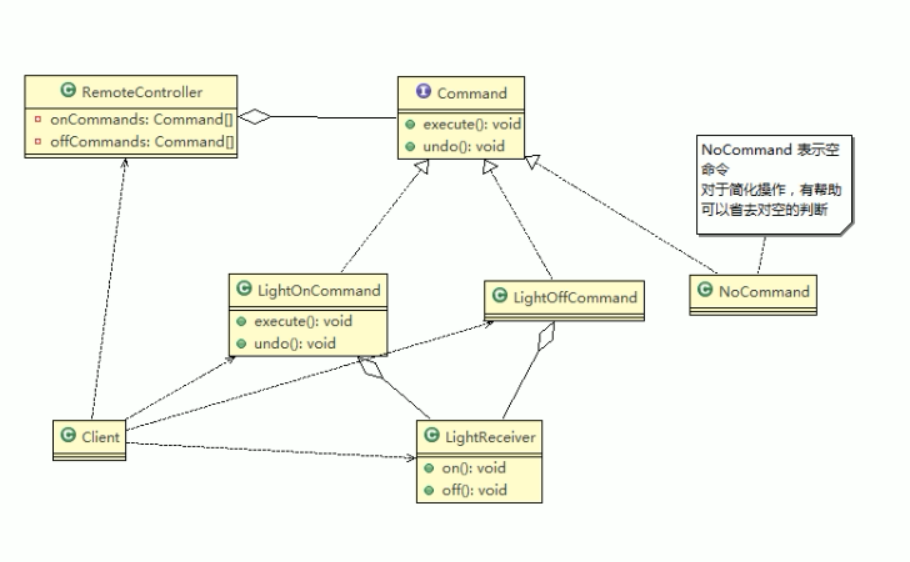 RemoteController
onCommands: Command[]
offCommands: Command[]
Command
execute(): void
undo(): void
NoCommand 表示空
命令
对于简化操作，有帮助
可以省去对空的判断
LightOnCommand
execute(): void
undo(): void
LightOffCommand
NoCommand
Client
LightReceiver
on(): void
off(): void